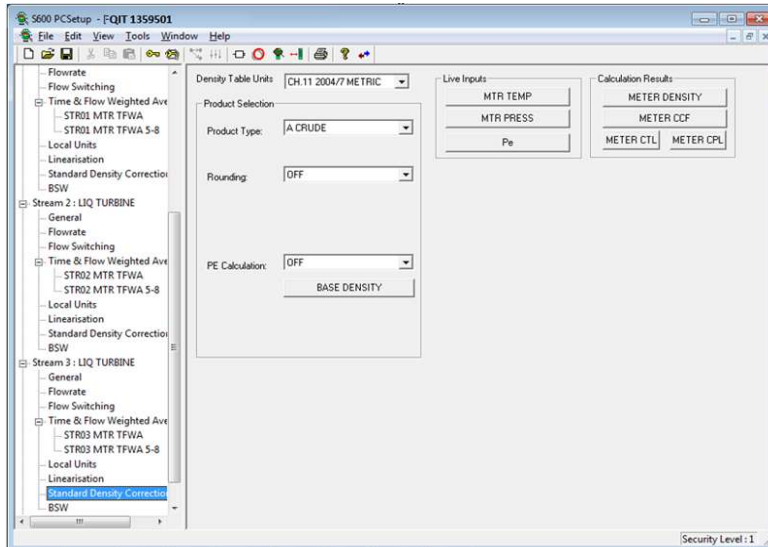 S600 PCSetup - [FQIT 1359501
File Edit View Tools Window Help
Flowrate
Flow Switching
Time & Flow Weighted Ave
STR01 MTR TFWA
STR01 MTR TFWA 5-8
Local Units
Linearisation
Standard Density Correction
BSW
Stream 2 : LIQ TURBINE
General
Flowrate
Flow Switching
Time & Flow Weighted Ave
STR02 MTR TFWA
STR02 MTR TFWA 5-8
Local Units
Linearisation
Standard Density Correction
BSW
Stream 3 : LIQ TURBINE
General
Flowrate
Flow Switching
Time & Flow Weighted Ave
STR03 MTR TFWA
STR03 MTR TFWA 5-8
Local Units
Linearisation
Standard Density Correction
BSW
Density Table Units CH.11 2004/7 METRIC
Product Selection
Product Type: A CRUDE
Rounding: OFF
PE Calculation: OFF
BASE DENSITY
Live Inputs
MTR TEMP
MTR PRESS
Pe
Calculation Results
METER DENSITY
METER CCF
METER CTL METER CPL
Security Level : 1